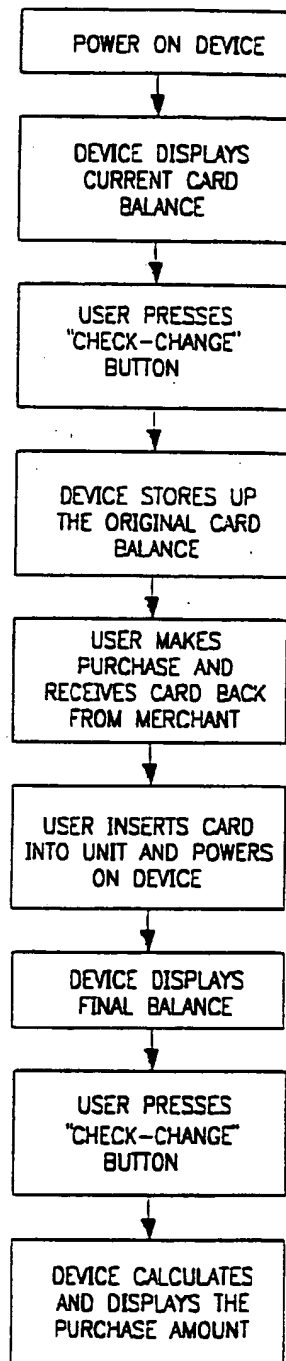 POWER ON DEVICE
DEVICE DISPLAYS
CURRENT CARD
BALANCE
USER PRESSES
"CHECK-CHANGE"
BUTTON
DEVICE STORES UP
THE ORIGINAL CARD
BALANCE
USER MAKES
PURCHASE AND
RECEIVES CARD BACK
FROM MERCHANT
USER INSERTS CARD
INTO UNIT AND POWERS
ON DEVICE
DEVICE DISPLAYS
FINAL BALANCE
USER PRESSES
"CHECK-CHANGE"
BUTTON
DEVICE CALCULATES
AND DISPLAYS THE
PURCHASE AMOUNT